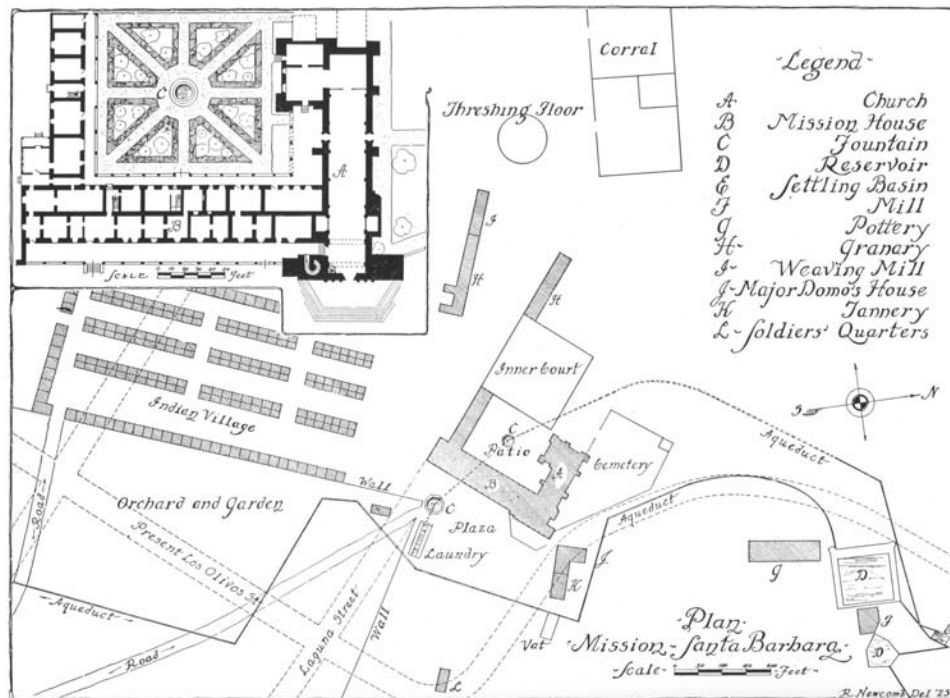 Legend
A Church
B Mission House
C Fountain
D Reservoir
E Settling Basin
F Mill
G Pottery
H Granary
I Weaving Mill
J Major Domo's House
K Tannery
L Soldiers' Quarters
C
A
B
Scale Feet
Threshing Floor
Corral
I
H
H
Inner Court
C
Patio
A
B
Cemetery
Aqueduct
Aqueduct
S N
Indian Village
Wall
Orchard and Garden
C
Plaza
Laundry
Road
Present Los Olivos St.
Aqueduct
Road
Laguna Street
Wall
J
K
Vat
L
G
D
D
Plan
Mission Santa Barbara
Scale Feet
R. Newcomb Del